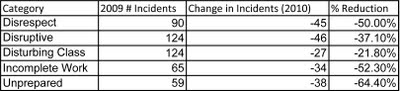 Category 2009 # Incidents Change in Incidents (2010) % Reduction
Disrespect 90 -45 -50.00%
Disruptive 124 -46 -37.10%
Disturbing Class 124 -27 -21.80%
Incomplete Work 65 -34 -52.30%
Unprepared 59 -38 -64.40%